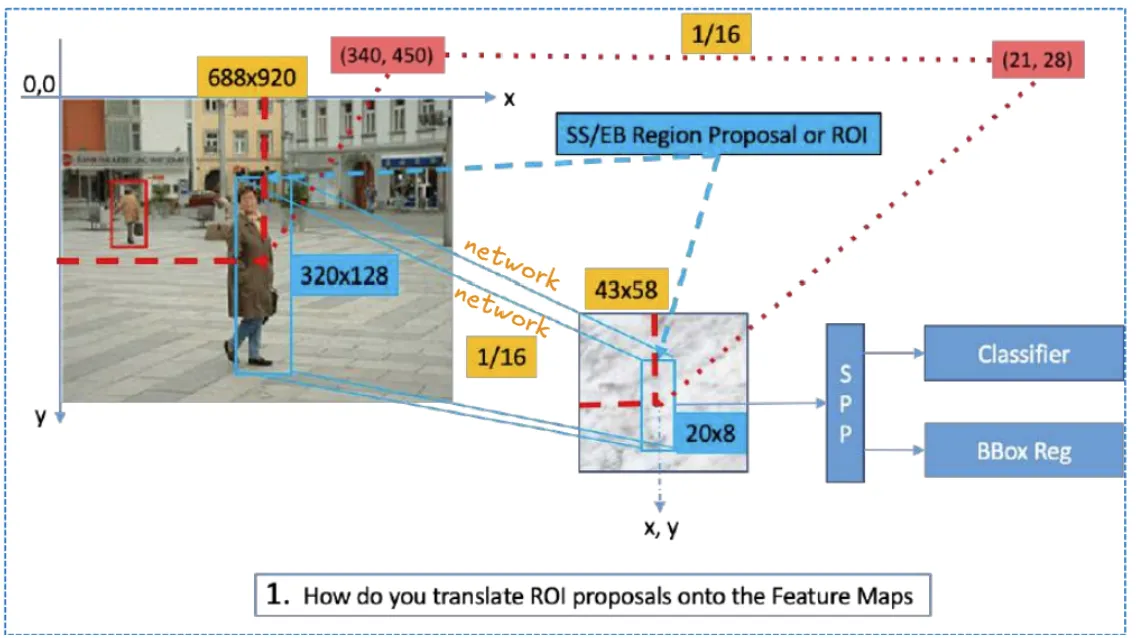 1/16
(340, 450)
(21, 28)
688x920
0,0
x
SS/EB Region Proposal or ROI
network
320x128
43x58
network
1/16
Classifier
S
P
P
y
20x8
BBox Reg
x, y
1. How do you translate ROI proposals onto the Feature Maps